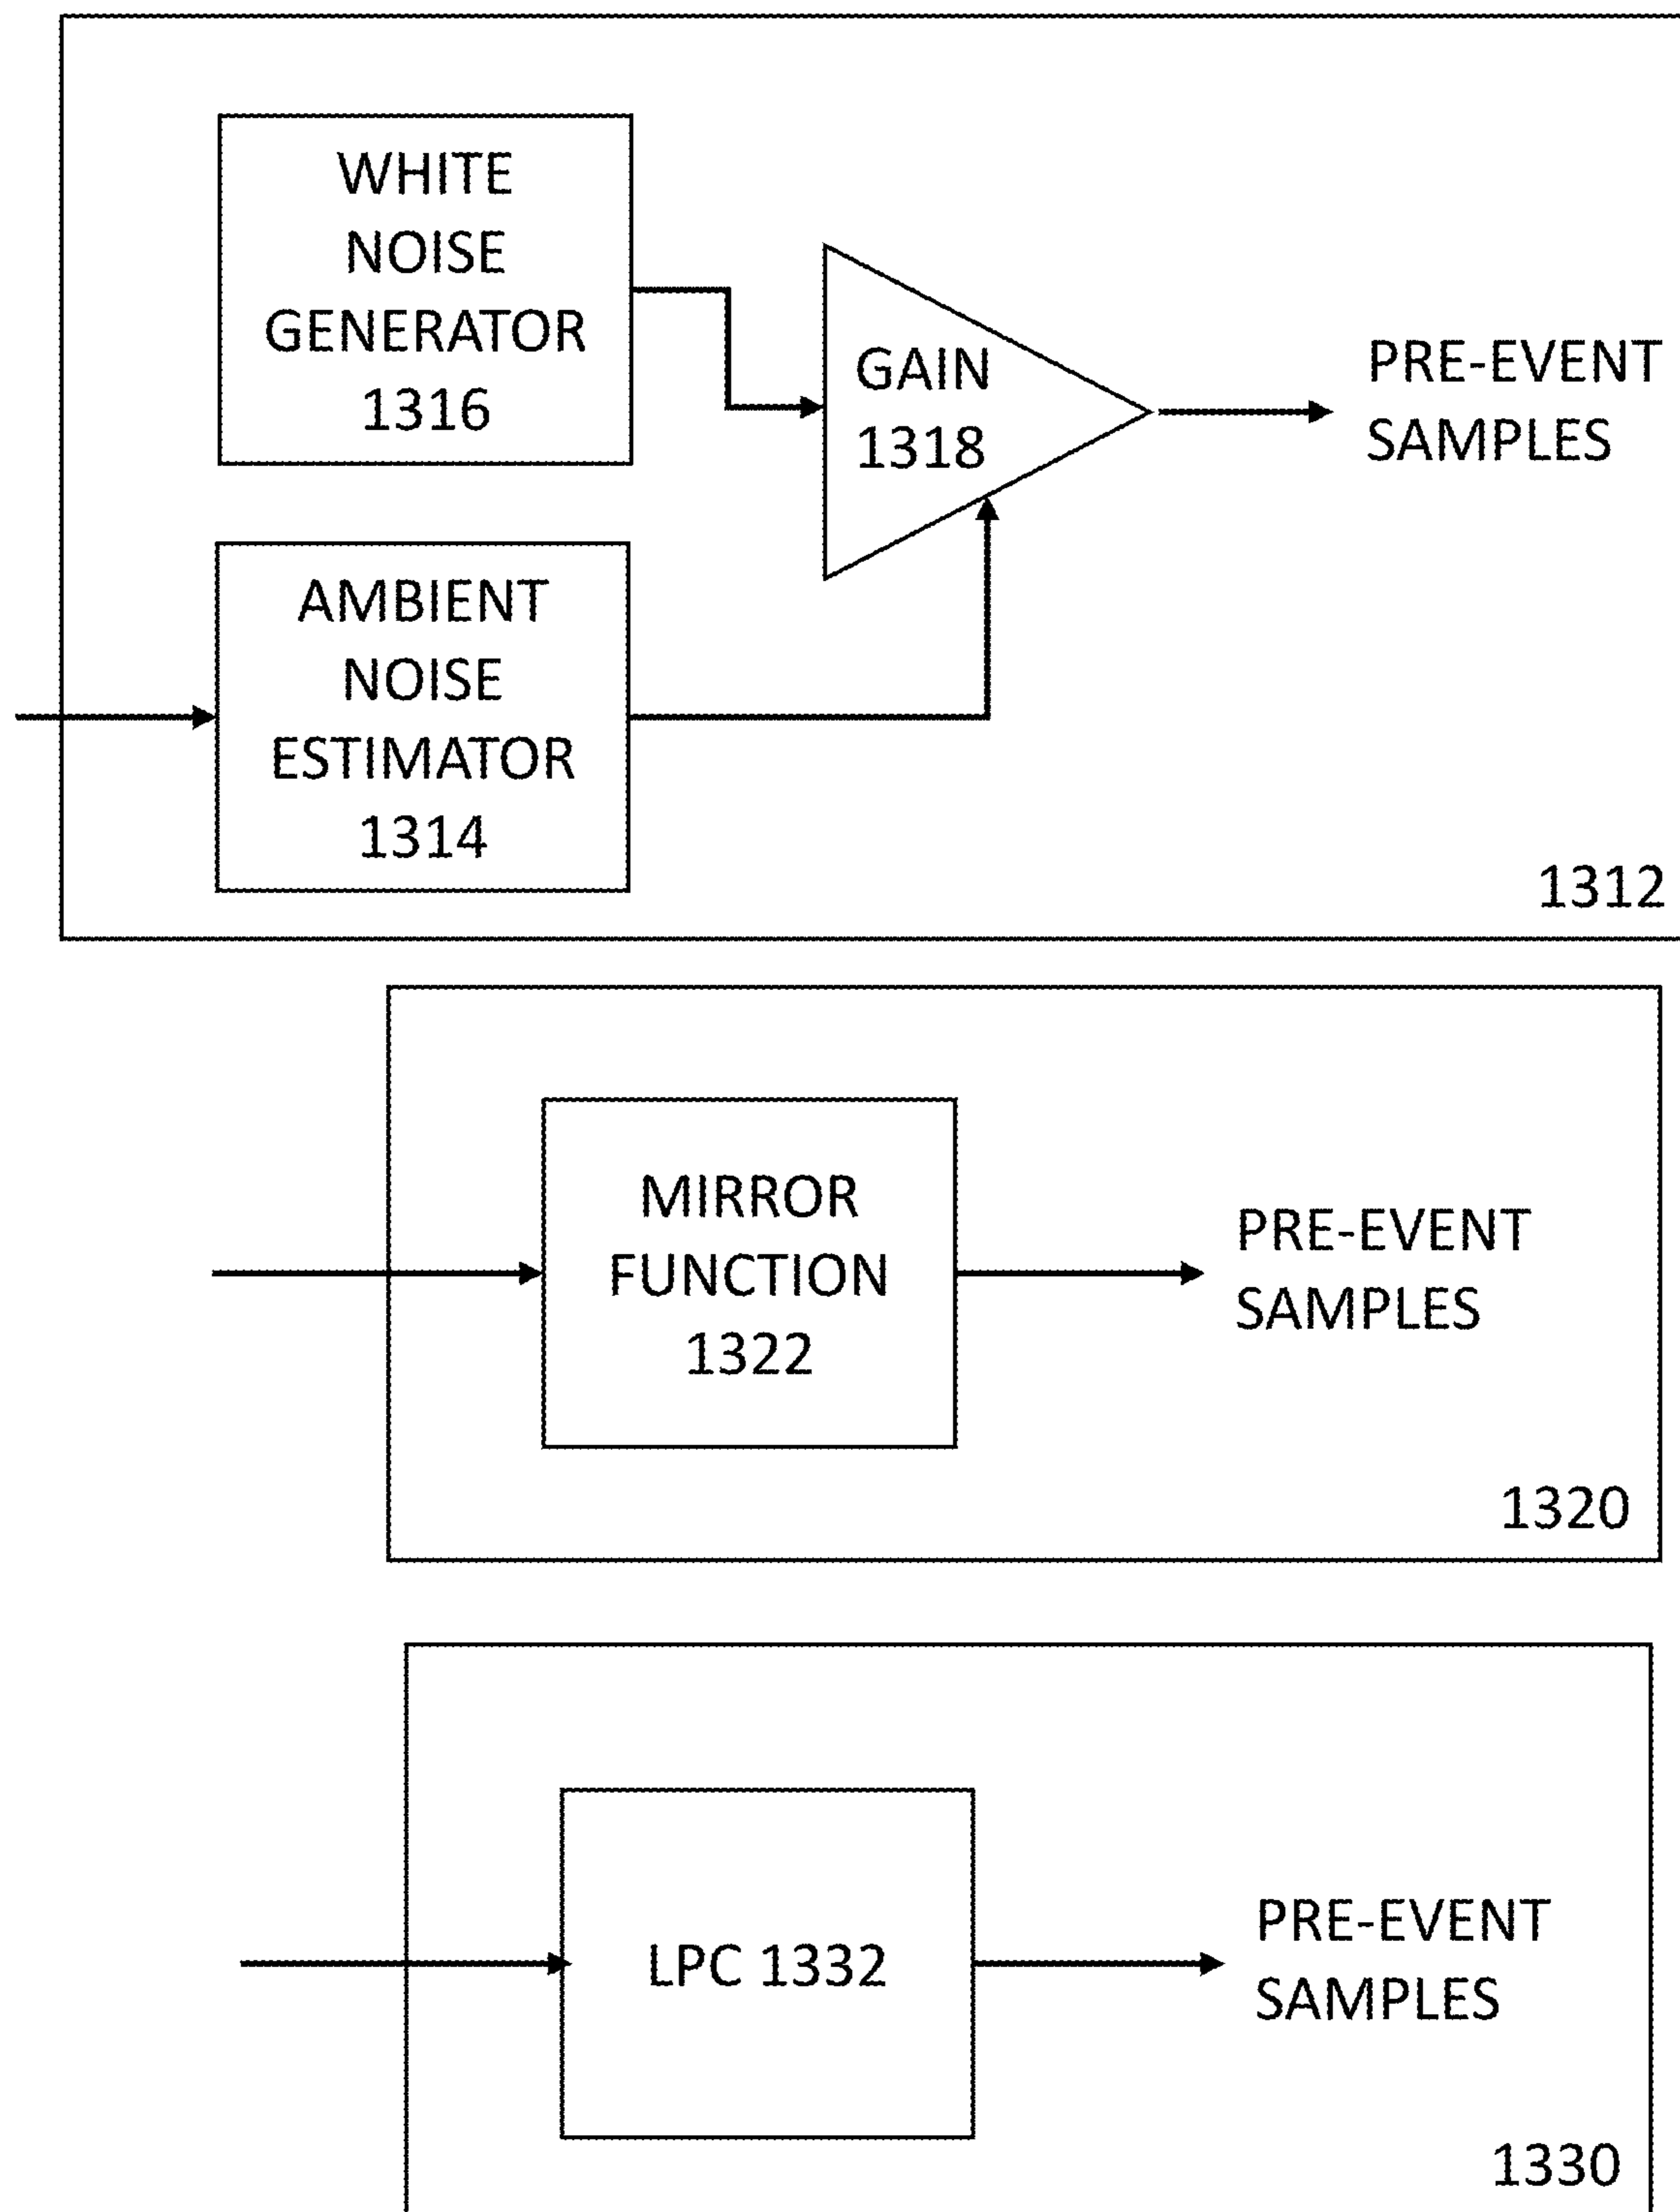 WHITE
NOISE
GENERATOR
1316
GAIN
1318
PRE-EVENT
SAMPLES
AMBIENT
NOISE
ESTIMATOR
1314
1312
MIRROR
FUNCTION
1322
PRE-EVENT
SAMPLES
1320
LPC 1332
PRE-EVENT
SAMPLES
1330